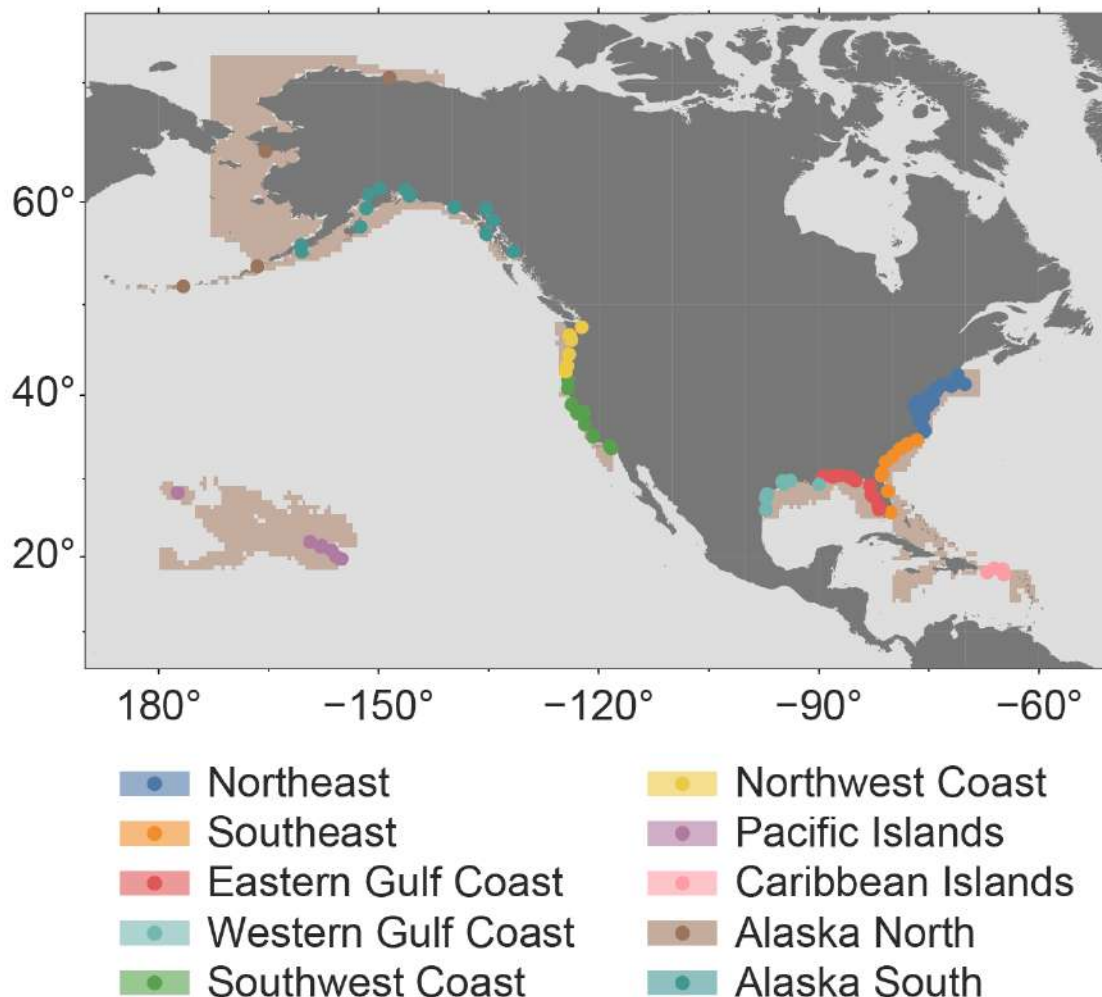 60°
40°
20°
180° −150° −120° −90° −60°
Northeast
Southeast
Eastern Gulf Coast
Western Gulf Coast
Southwest Coast
Northwest Coast
Pacific Islands
Caribbean Islands
Alaska North
Alaska South